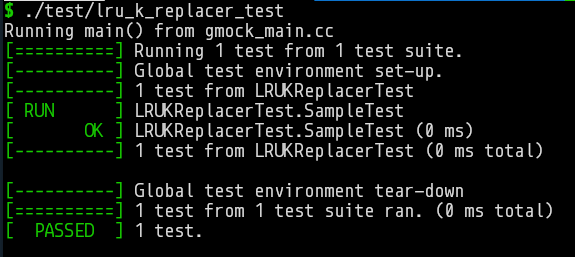 $ ./test/lru_k_replacer_test
Running main() from gmock_main.cc
[==========] Running 1 test from 1 test suite.
[----------] Global test environment set-up.
[----------] 1 test from LRUKReplacerTest
[ RUN      ] LRUKReplacerTest.SampleTest
[       OK ] LRUKReplacerTest.SampleTest (0 ms)
[----------] 1 test from LRUKReplacerTest (0 ms total)

[----------] Global test environment tear-down
[==========] 1 test from 1 test suite ran. (0 ms total)
[  PASSED  ] 1 test.